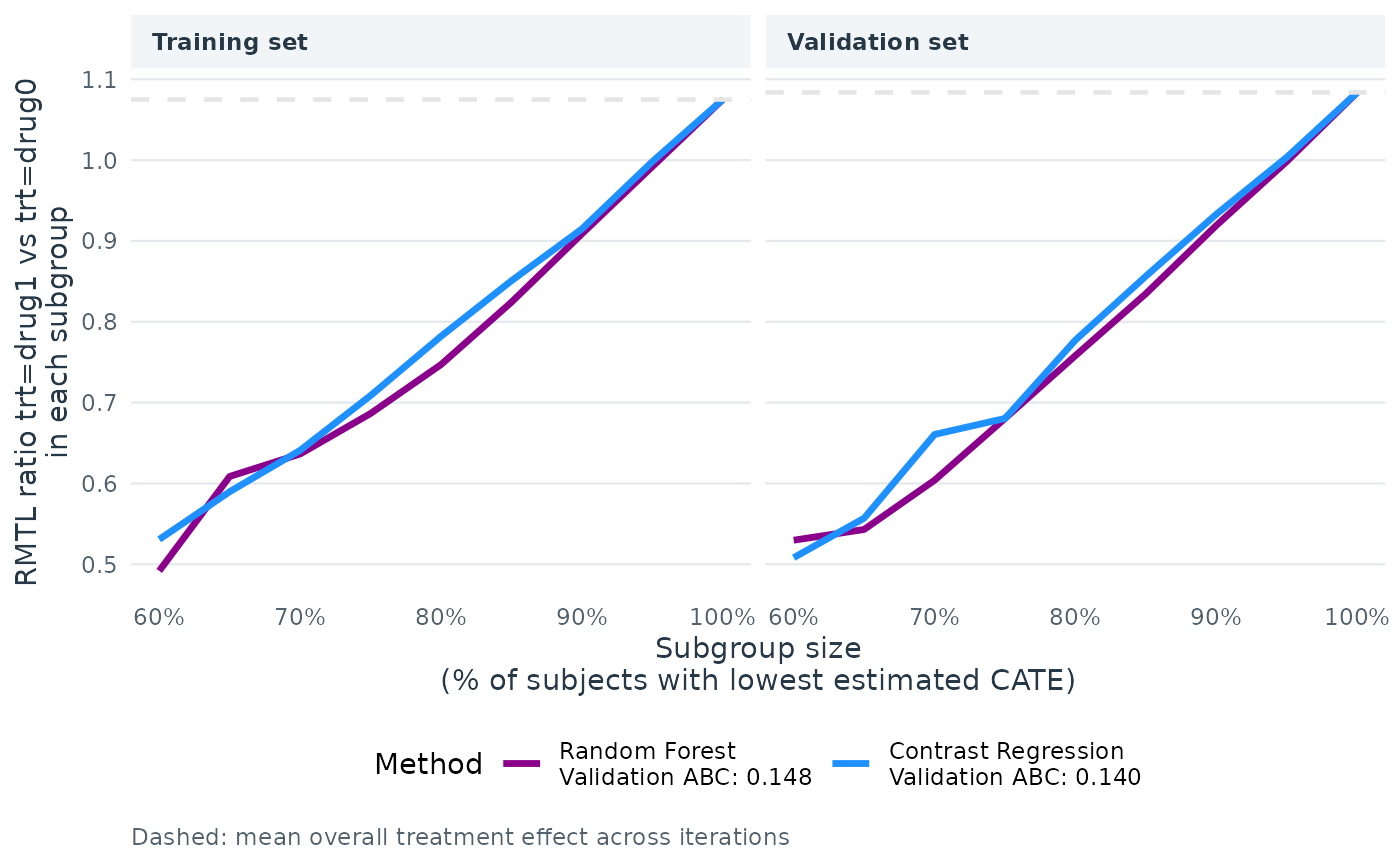 Training set
Validation set
RMTL ratio trt=drug1 vs trt=drug0
in each subgroup
1.1
1.0
0.9
0.8
0.7
0.6
0.5
60%
70%
80%
90%
100%
60%
70%
80%
90%
100%
Subgroup size
(% of subjects with lowest estimated CATE)
Method
Random Forest
Validation ABC: 0.148
Contrast Regression
Validation ABC: 0.140
Dashed: mean overall treatment effect across iterations